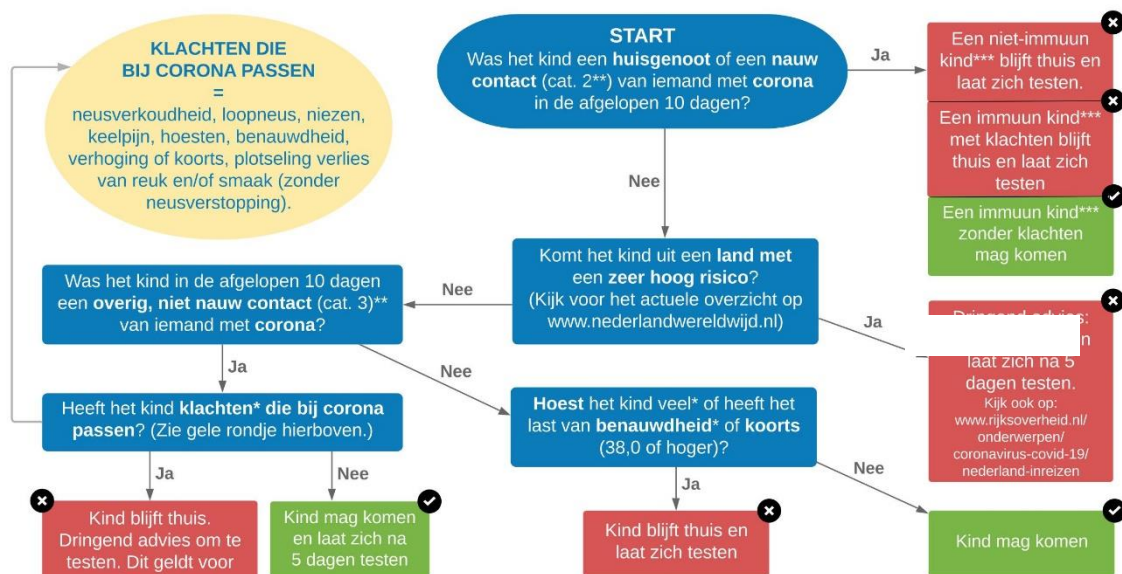 KLACHTEN DIE
BIJ CORONA PASSEN
=
neusverkoudheid, loopneus, niezen,
keelpijn, hoesten, benauwdheid,
verhoging of koorts, plotseling verlies
van reuk en/of smaak (zonder
neusverstopping).
START
Was het kind een huisgenoot of een nauw
contact (cat. 2**) van iemand met corona
in de afgelopen 10 dagen?
Ja
Een niet-immuun
kind*** blijft thuis en
laat zich testen.
Een immuun kind***
met klachten blijft
thuis en laat zich
testen
Een immuun kind***
zonder klachten
mag komen
Nee
Komt het kind uit een land met
een zeer hoog risico?
(Kijk voor het actuele overzicht op
www.nederlandwereldwijd.nl)
Nee
Ja
Was het kind in de afgelopen 10 dagen
een overig, niet nauw contact (cat. 3)**
van iemand met corona?
laat zich na 5
dagen testen.
Kijk ook op:
www.rijksoverheid.nl/
onderwerpen/
coronavirus-covid-19/
nederland-inreizen
Ja
Nee
Heeft het kind klachten* die bij corona
passen? (Zie gele rondje hierboven.)
Hoest het kind veel* of heeft het
last van benauwdheid* of koorts
(38,0 of hoger)?
Ja
Nee
Ja
Nee
Kind blijft thuis.
Dringend advies om te
testen. Dit geldt voor
Kind mag komen
en laat zich na
5 dagen testen
Kind blijft thuis en
laat zich testen
Kind mag komen